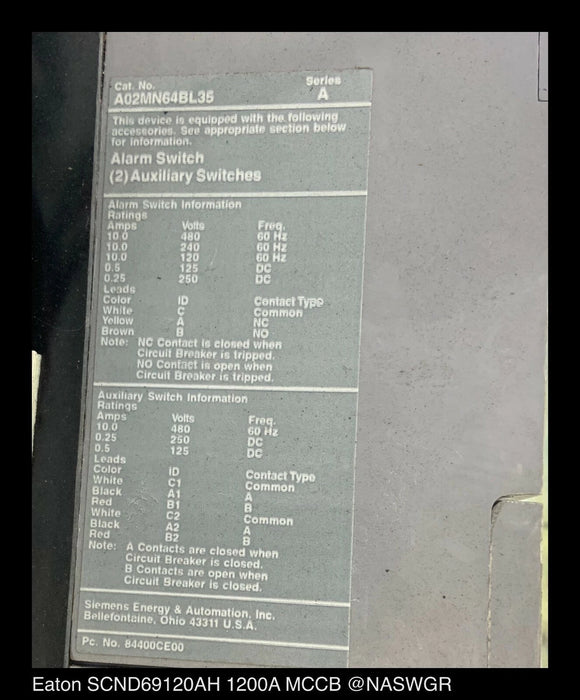 Cat. No. Series
A02MN64BL35 A
This device is equipped with the following
accessories. See appropriate section below
for information.
Alarm Switch
(2) Auxiliary Switches
Alarm Switch Information
Ratings
Amps Volts Freq.
10.0 480 60 Hz
10.0 240 60 Hz
10.0 120 60 Hz
0.5 125 DC
0.25 250 DC
Leads
Color ID Contact Type
White C Common
Yellow A NC
Brown B NO
Note: NC Contact is closed when
Circuit Breaker is tripped.
NO Contact is open when
Circuit Breaker is tripped.
Auxiliary Switch Information
Ratings
Amps Volts Freq.
10.0 480 60 Hz
0.25 250 DC
0.5 125 DC
Leads
Color ID Contact Type
White C1 Common
Black A1 A
Red B1 B
White C2 Common
Black A2 A
Red B2 B
Note: A Contacts are closed when
Circuit Breaker is closed.
B Contacts are open when
Circuit Breaker is closed.
Siemens Energy & Automation, Inc.
Bellefontaine, Ohio 43311 U.S.A.
Pc. No. 84400CE00
Eaton SCND69120AH 1200A MCCB @NASWGR